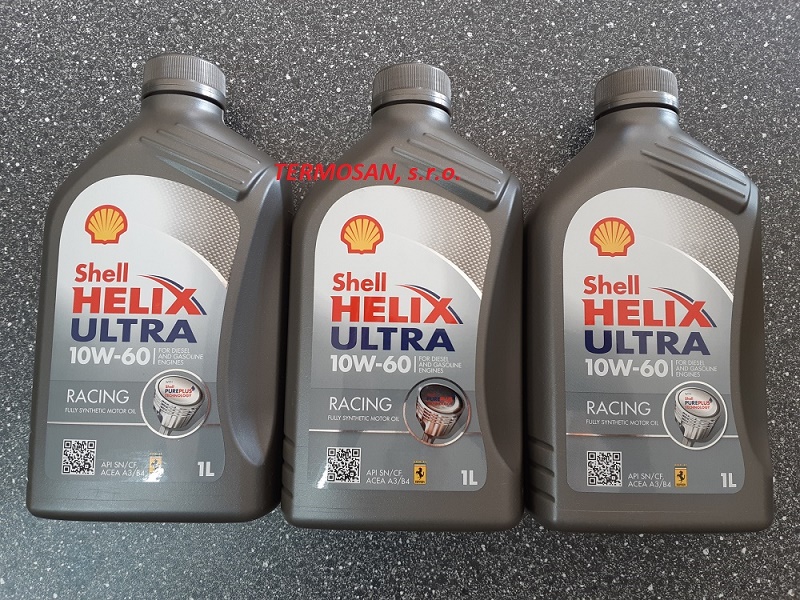 TERMOSAN, s.r.o.
Shell
HELIX
ULTRA
10W-60
FOR DIESEL
AND GASOLINE
ENGINES
RACING
FULLY SYNTHETIC MOTOR OIL
Shell
PUREPLUS
TECHNOLOGY
API SN/CF,
ACEA A3/B4
1L
Shell
HELIX
ULTRA
10W-60
FOR DIESEL
AND GASOLINE
ENGINES
RACING
FULLY SYNTHETIC MOTOR OIL
API SN/CF,
ACEA A3/B4
1L
Shell
HELIX
ULTRA
10W-60
FOR DIESEL
AND GASOLINE
ENGINES
RACING
FULLY SYNTHETIC MOTOR OIL
Shell
PUREPLUS
TECHNOLOGY
API SN/CF,
ACEA A3/B4
1L